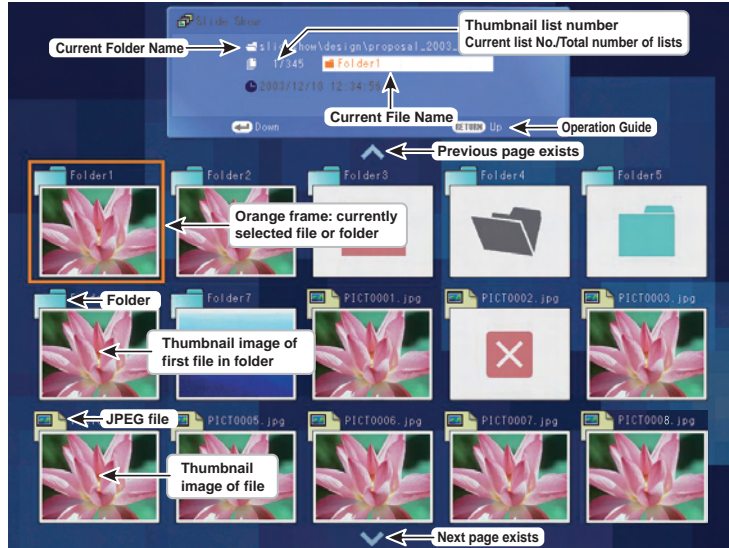 Slide Show
Thumbnail list number
Current list No./Total number of lists
Current Folder Name
\design\proposal_2003_
1/345 Folder1
2003/12/10 12:34:56
Current File Name
Down
RETURN Up
Operation Guide
Previous page exists
Folder1 Folder2 Folder3 Folder4 Folder5
Orange frame: currently
selected file or folder
Folder
Folder7 PICT0001.jpg PICT0002.jpg PICT0003.jpg
Thumbnail image of
first file in folder
JPEG file
PICT0005.jpg PICT0006.jpg PICT0007.jpg PICT0008.jpg
Thumbnail
image of file
Next page exists